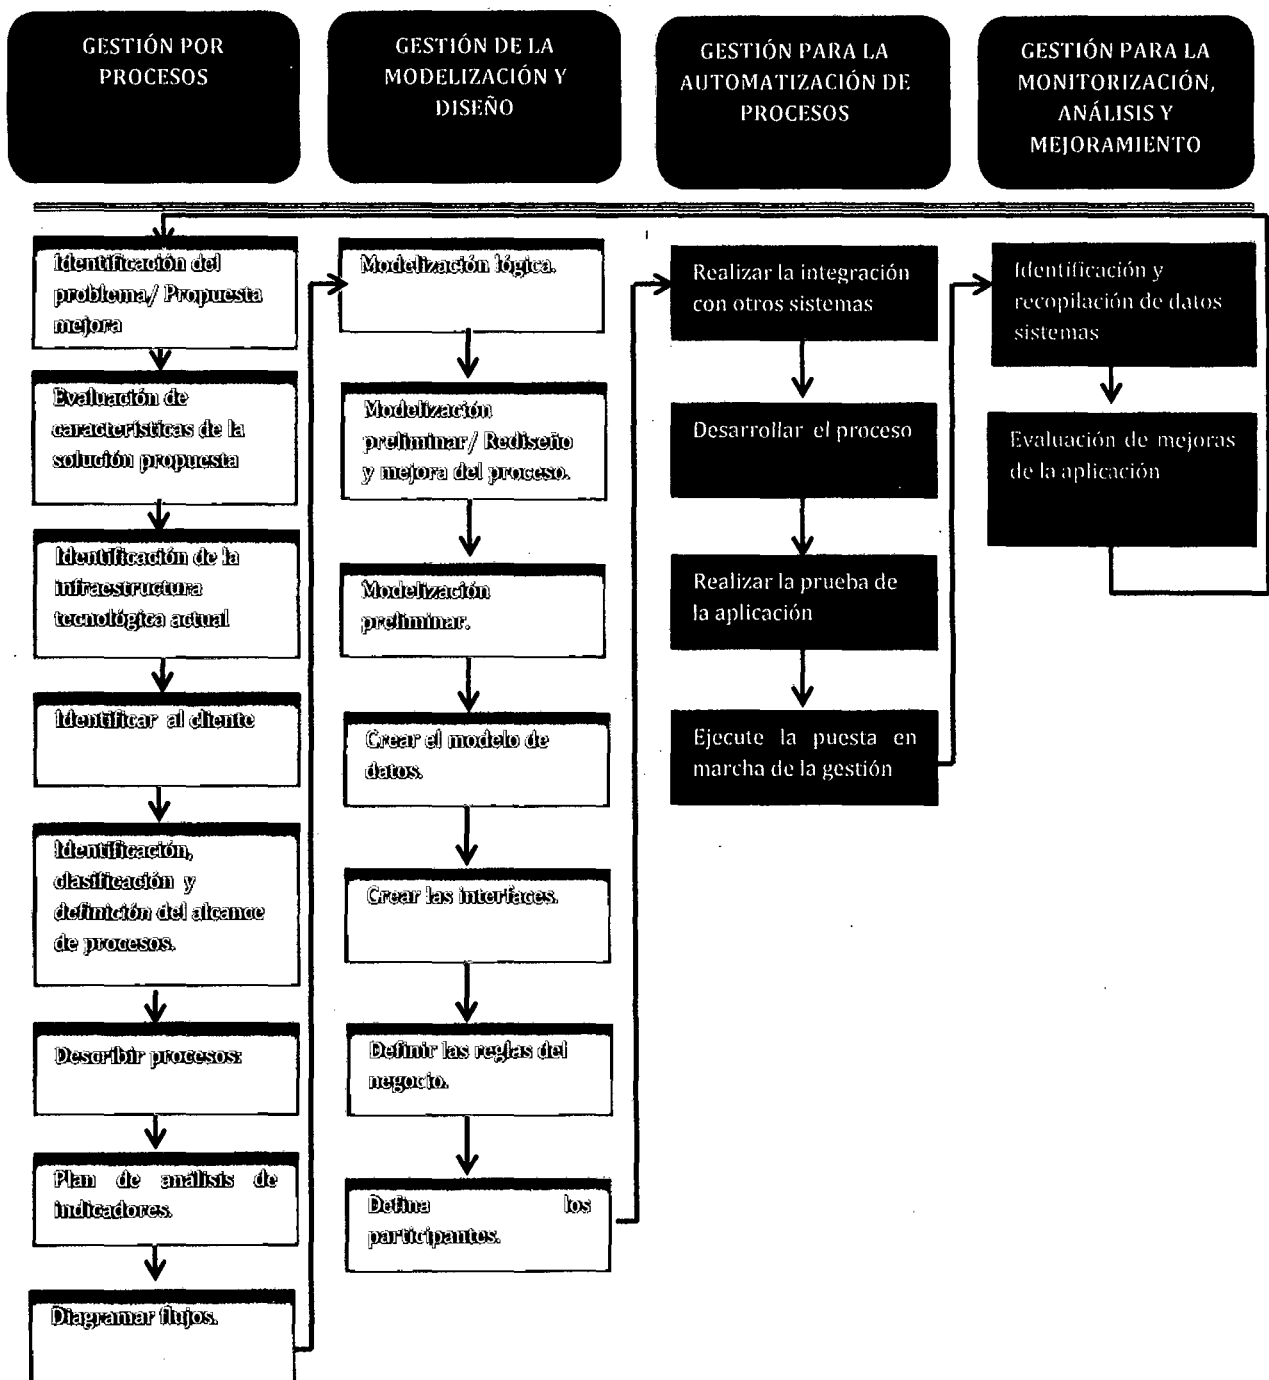 GESTIÓN POR
PROCESOS
GESTIÓN DE LA
MODELIZACIÓN Y
DISEÑO
GESTIÓN PARA LA
AUTOMATIZACIÓN DE
PROCESOS
GESTIÓN PARA LA
MONITORIZACIÓN,
ANÁLISIS Y
MEJORAMIENTO
Identificación del
problema/ Propuesta
mejora
Evaluación de
características de la
solución propuesta
Identificación de la
infraestructura
tecnológica actual
Identificar al cliente
Identificación,
clasificación y
definición del alcance
de procesos.
Describir procesos:
Plan de análisis de
indicadores.
Diagramar flujos.
Modelización lógica.
Modelización
preliminar/ Rediseño
y mejora del proceso.
Modelización
preliminar.
Crear el modelo de
datos.
Crear las interfaces.
Definir las reglas del
negocio.
Defina los
participantes.
Realizar la integración
con otros sistemas
Desarrollar el proceso
Realizar la prueba de
la aplicación
Ejecute la puesta en
marcha de la gestión
Identificación y
recopilación de datos
sistemas
Evaluación de mejoras
de la aplicación